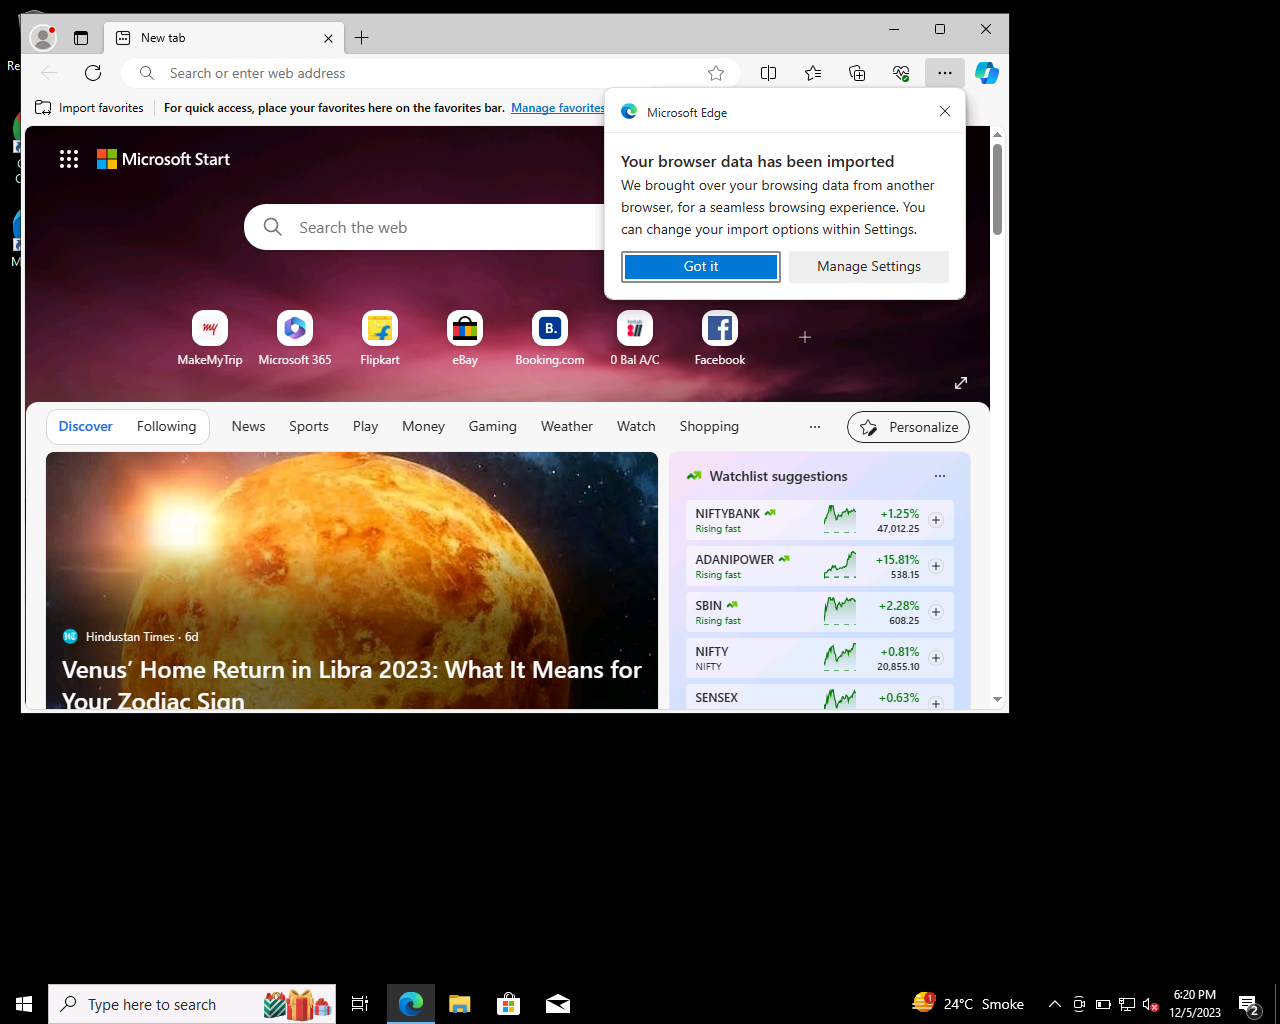 New tab
Search or enter web address
Import favorites
For quick access, place your favorites here on the favorites bar. Manage favorites
Microsoft Edge
Your browser data has been imported
We brought over your browsing data from another
browser, for a seamless browsing experience. You
can change your import options within Settings.
Got it
Manage Settings
Microsoft Start
Search the web
MakeMyTrip
Microsoft 365
Flipkart
eBay
Booking.com
0 Bal A/C
Facebook
Discover
Following
News
Sports
Play
Money
Gaming
Weather
Watch
Shopping
Personalize
Hindustan Times · 6d
Venus’ Home Return in Libra 2023: What It Means for
Your Zodiac Sign
Watchlist suggestions
NIFTYBANK +1.25%
Rising fast 47,012.25
ADANIPOWER +15.81%
Rising fast 538.15
SBIN +2.28%
Rising fast 608.25
NIFTY +0.81%
NIFTY 20,855.10
SENSEX +0.63%
Type here to search
24°C Smoke
6:20 PM
12/5/2023
2